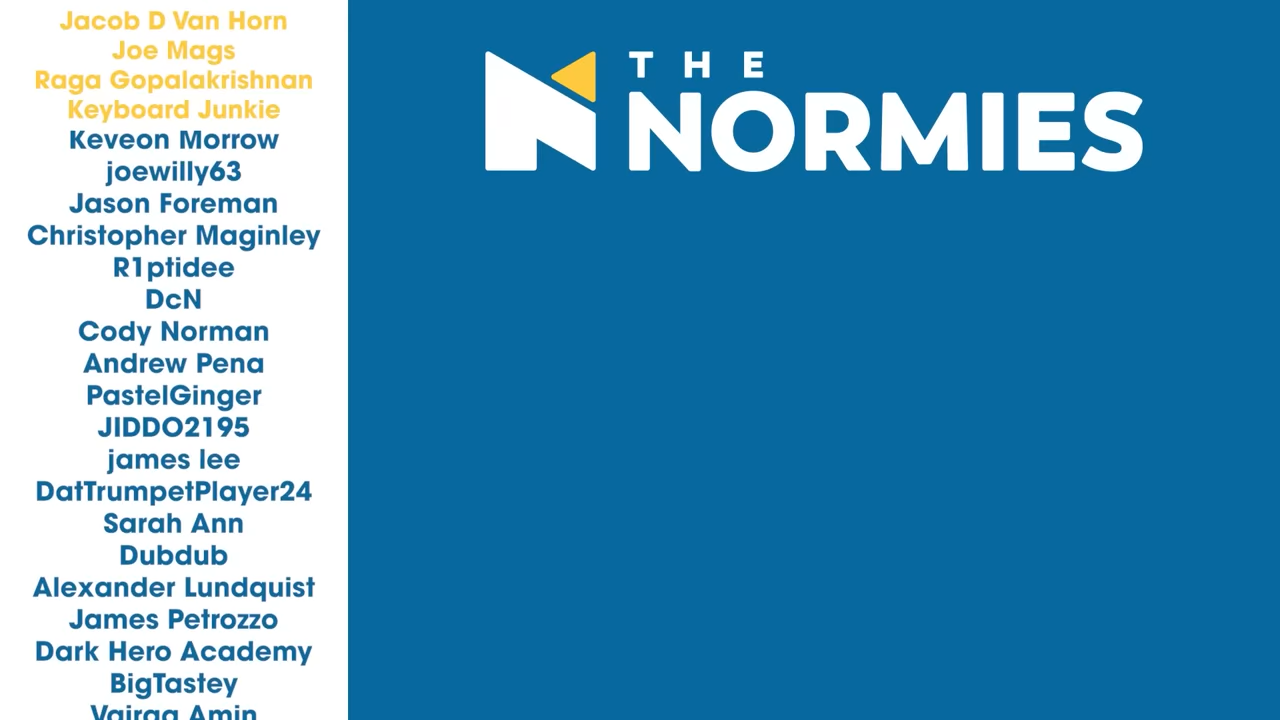 Jacob D Van Horn
Joe Mags
Raga Gopalakrishnan
Keyboard Junkie
Keveon Morrow
joewilly63
Jason Foreman
Christopher Maginley
R1ptidee
DcN
Cody Norman
Andrew Pena
PastelGinger
JIDDO2195
james lee
DatTrumpetPlayer24
Sarah Ann
Dubdub
Alexander Lundquist
James Petrozzo
Dark Hero Academy
BigTastey
Vairag Amin
THE
NORMIES